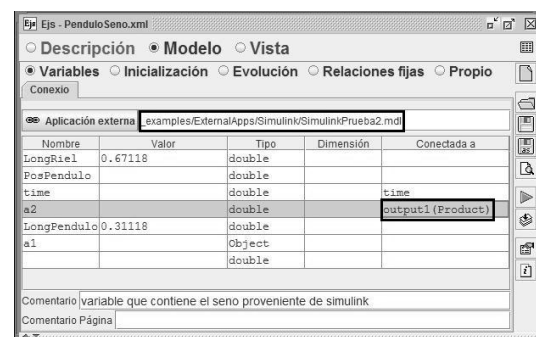 Ejs - PenduloSeno.xml
Descripción Modelo Vista
Variables Inicialización Evolución Relaciones fijas Propio
Conexio
Aplicación externa _examples/ExternalApps/Simulink/SimulinkPrueba2.mdl
Nombre Valor Tipo Dimensión Conectada a
LongRiel 0.67118 double
PosPendulo double
time double time
a2 double output1(Product)
LongPendulo 0.31118 double
a1 Object
double
Comentario variable que contiene el seno proveniente de simulink
Comentario Página